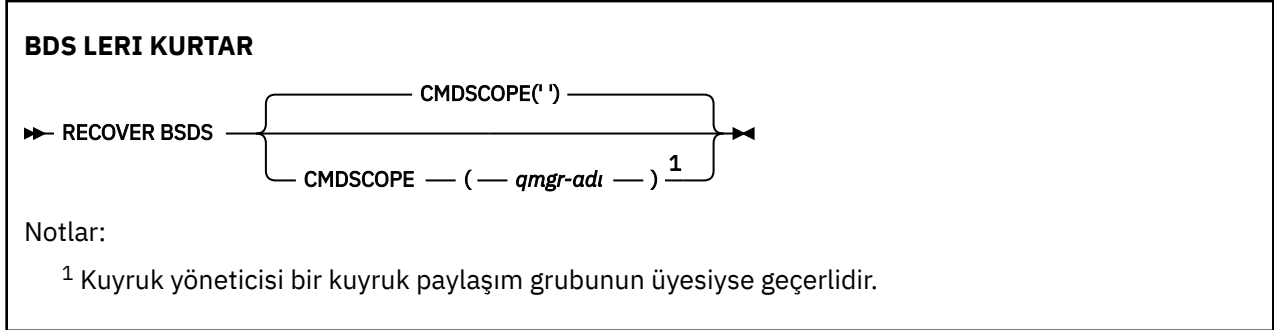 BDS LERI KURTAR
CMDSCOPE(' ')
RECOVER BSDS
CMDSCOPE ( qmgr-adı ) 1
Notlar:
1 Kuyruk yöneticisi bir kuyruk paylaşım grubunun üyesiyse geçerlidir.